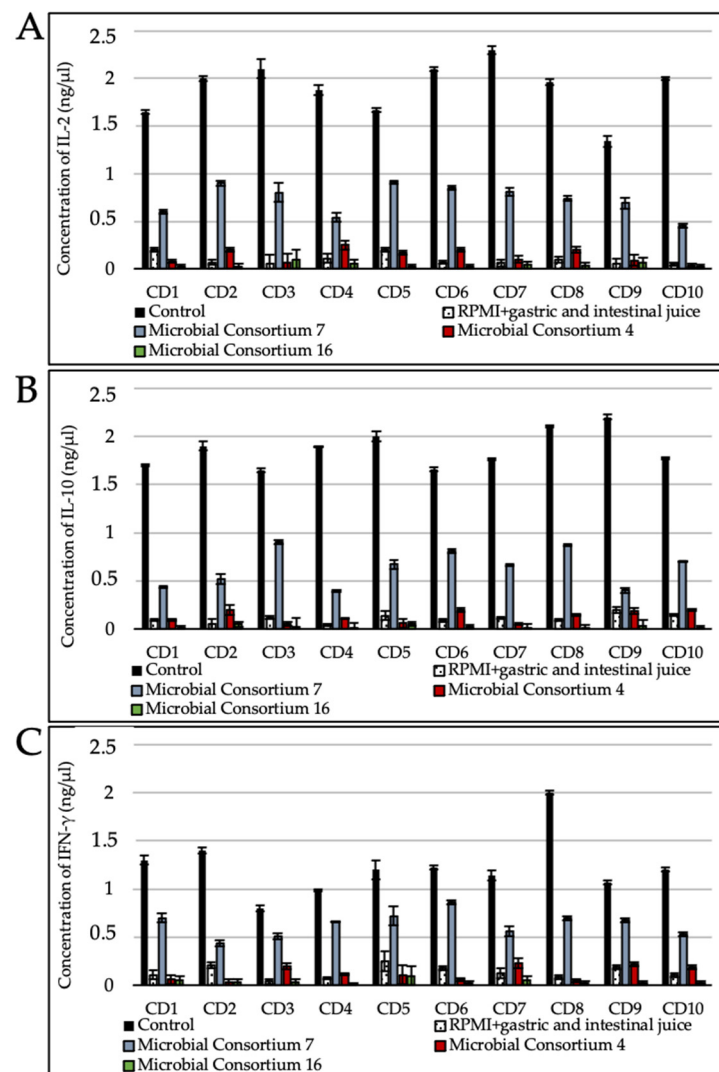 A
Concentration of IL-2 (ng/µl)
2.5
2
1.5
1
0.5
0
CD1 CD2 CD3 CD4 CD5 CD6 CD7 CD8 CD9 CD10
Control RPMI+gastric and intestinal juice
Microbial Consortium 7 Microbial Consortium 4
Microbial Consortium 16
B
Concentration of IL-10 (ng/µl)
2.5
2
1.5
1
0.5
0
CD1 CD2 CD3 CD4 CD5 CD6 CD7 CD8 CD9 CD10
Control RPMI+gastric and intestinal juice
Microbial Consortium 7 Microbial Consortium 4
Microbial Consortium 16
C
Concentration of IFN-γ (ng/µl)
2.5
2
1.5
1
0.5
0
CD1 CD2 CD3 CD4 CD5 CD6 CD7 CD8 CD9 CD10
Control RPMI+gastric and intestinal juice
Microbial Consortium 7 Microbial Consortium 4
Microbial Consortium 16